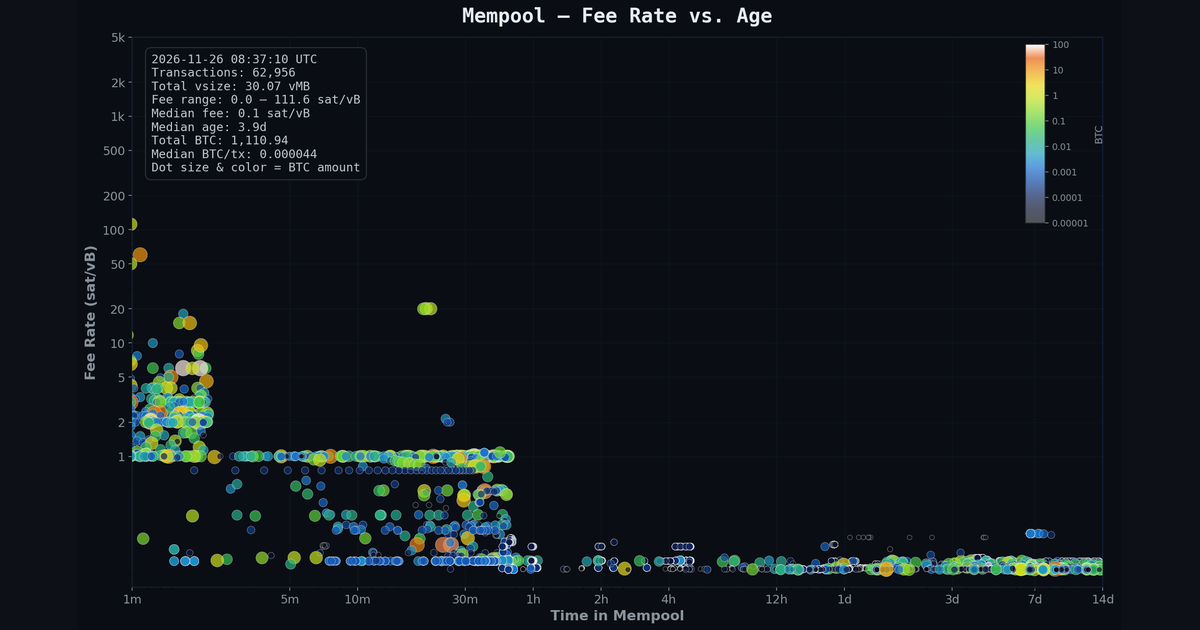 Mempool — Fee Rate vs. Age
2026-11-26 08:37:10 UTC
Transactions: 62,956
Total vsize: 30.07 vMB
Fee range: 0.0 — 111.6 sat/vB
Median fee: 0.1 sat/vB
Median age: 3.9d
Total BTC: 1,110.94
Median BTC/tx: 0.000044
Dot size & color = BTC amount
100
10
1
0.1
0.01
0.001
0.0001
0.00001
BTC
Fee Rate (sat/vB)
5k
2k
1k
500
200
100
50
20
10
5
2
1
1m 5m 10m 30m 1h 2h 4h 12h 1d 3d 7d 14d
Time in Mempool